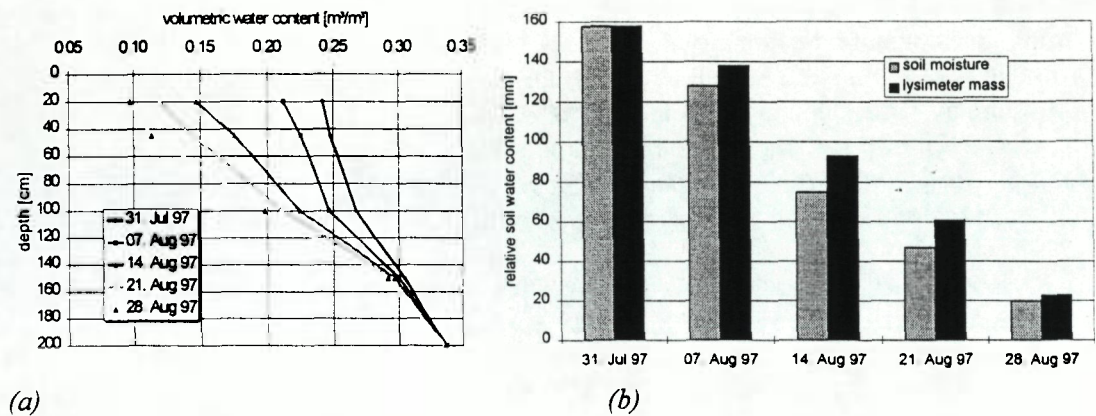 volumetric water content [m³/m³]
0.05 0.10 0.15 0.20 0.25 0.30 0.35
0
20
40
60
80
100
120
140
160
180
200
depth [cm]
31. Jul 97
07. Aug 97
14. Aug 97
21. Aug 97
28. Aug 97
(a)
160
140
120
100
80
60
40
20
0
relative soil water content [mm]
soil moisture
lysimeter mass
31. Jul 97 07. Aug 97 14. Aug 97 21. Aug 97 28. Aug 97
(b)